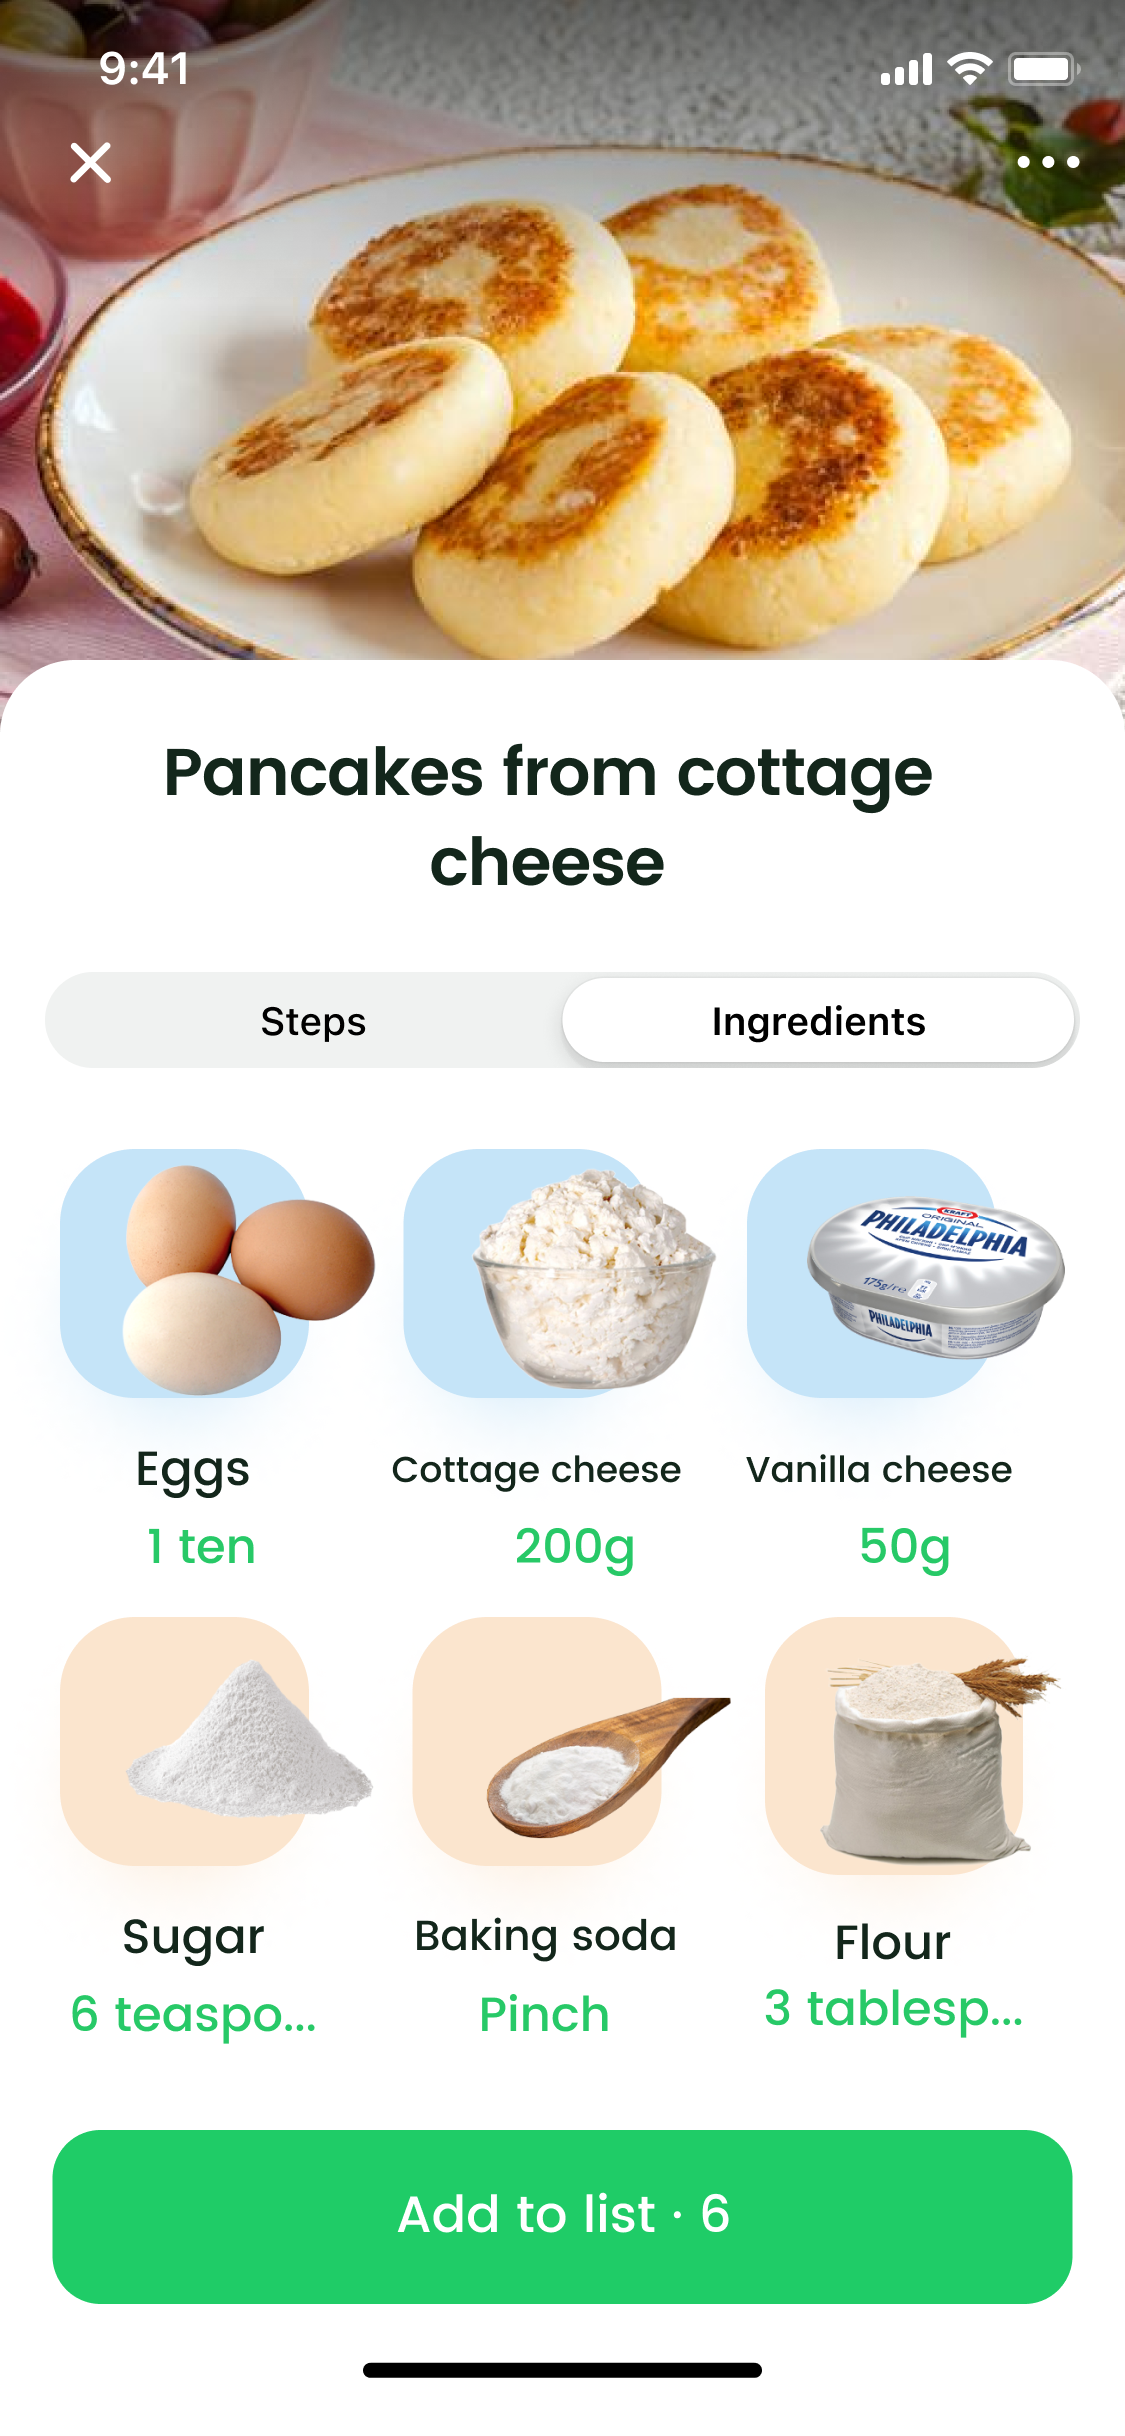 9:41
Pancakes from cottage
cheese
Steps
Ingredients
KRAFT
ORIGINAL
PHILADELPHIA
175g/re
PHILADELPHIA
Eggs
Cottage cheese
Vanilla cheese
1 ten
200g
50g
Sugar
Baking soda
Flour
6 teaspo...
Pinch
3 tablesp...
Add to list · 6